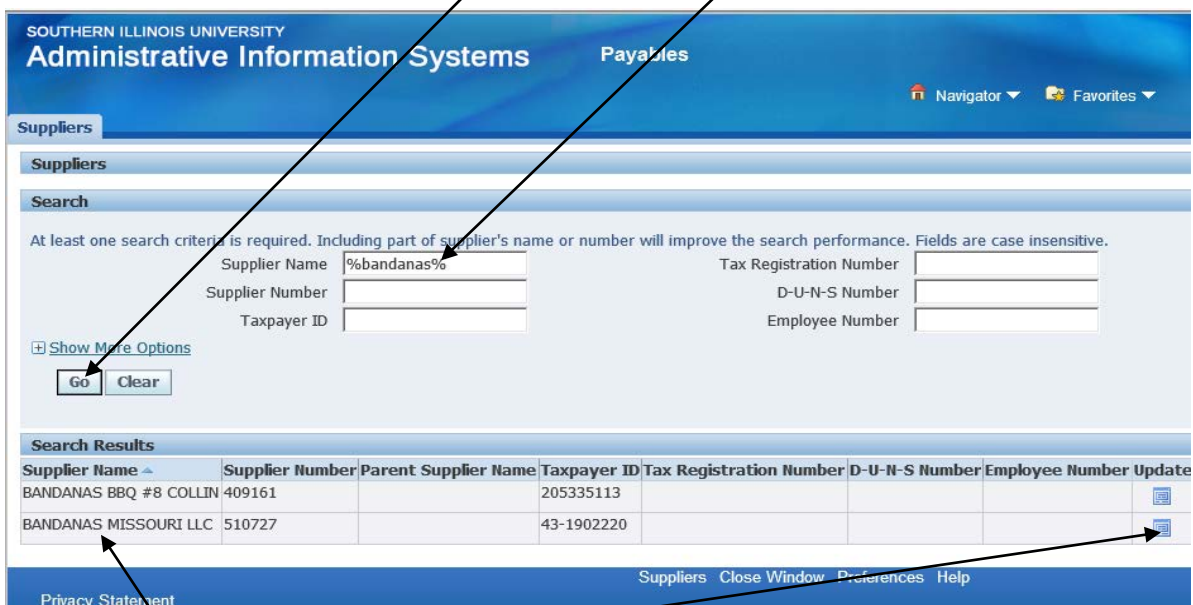 SOUTHERN ILLINOIS UNIVERSITY
Administrative Information Systems Payables
Navigator Favorites
Suppliers
Suppliers
Search
At least one search criteria is required. Including part of supplier's name or number will improve the search performance. Fields are case insensitive.
Supplier Name %bandanas% Tax Registration Number
Supplier Number D-U-N-S Number
Taxpayer ID Employee Number
Show More Options
Go Clear
Search Results
Supplier Name Supplier Number Parent Supplier Name Taxpayer ID Tax Registration Number D-U-N-S Number Employee Number Update
BANDANAS BBQ #8 COLLIN 409161 205335113
BANDANAS MISSOURI LLC 510727 43-1902220
Suppliers Close Window Preferences Help
Privacy Statement